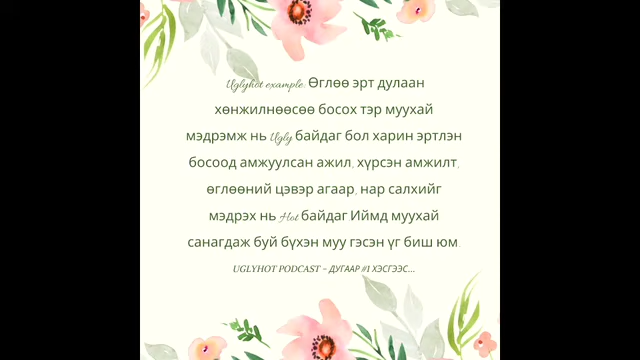 Uglyhot example: Өглөө эрт дулаан
хөнжилнөөсөө босох тэр муухай
мэдрэмж нь Ugly байдаг бол харин эртлэн
босоод амжуулсан ажил, хүрсэн амжилт,
өглөөний цэвэр агаар, нар салхийг
мэдрэх нь Hot байдаг Иймд муухай
санагдаж буй бүхэн муу гэсэн үг биш юм.
UGLYHOT PODCAST - ДУГААР #1 ХЭСГЭЭС...